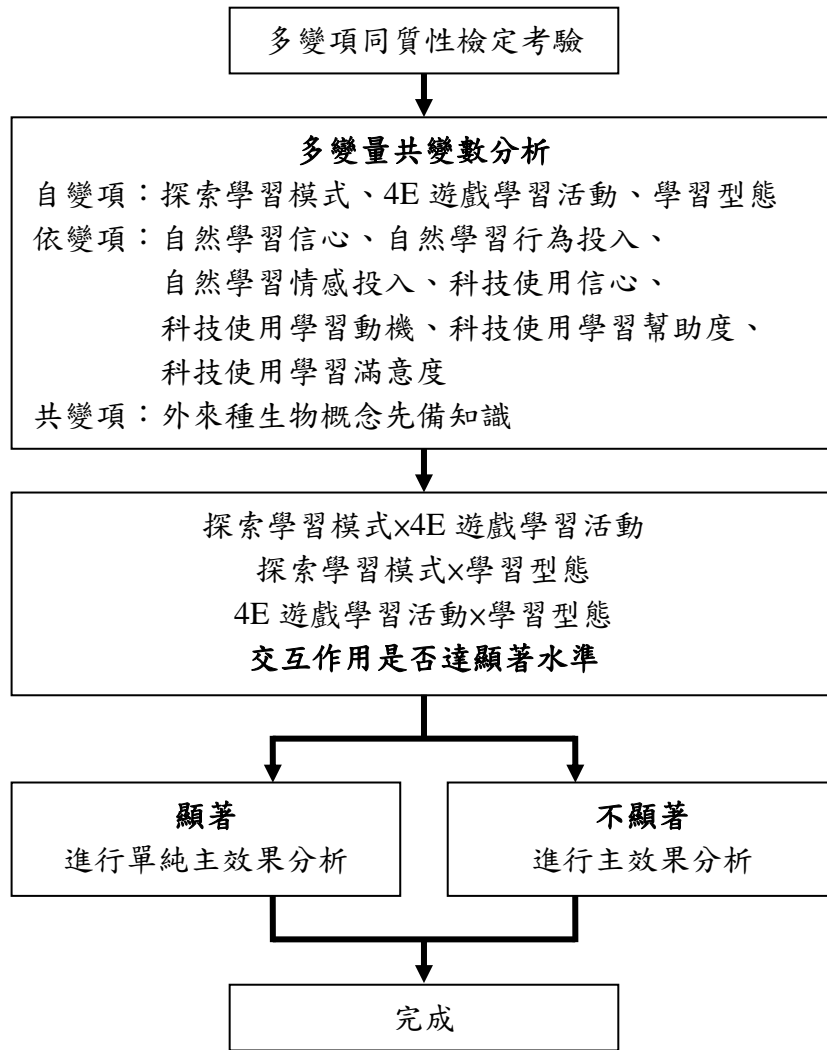 多變項同質性檢定考驗
多變量共變數分析
自變項：探索學習模式、4E 遊戲學習活動、學習型態
依變項：自然學習信心、自然學習行為投入、
自然學習情感投入、科技使用信心、
科技使用學習動機、科技使用學習幫助度、
科技使用學習滿意度
共變項：外來種生物概念先備知識
探索學習模式×4E 遊戲學習活動
探索學習模式×學習型態
4E 遊戲學習活動×學習型態
交互作用是否達顯著水準
顯著
進行單純主效果分析
不顯著
進行主效果分析
完成